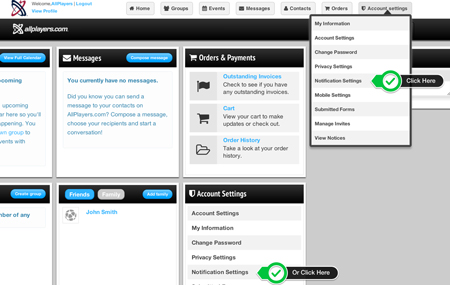 Welcome, AllPlayers | Logout
View Profile
Home
Groups
Events
Messages
Contacts
Orders
Account settings
allplayers.com
My Information
Account Settings
Change Password
Privacy Settings
Notification Settings
Click Here
Mobile Settings
Submitted Forms
Manage Invites
View Notices
View Full Calendar
Messages
Compose message
Orders & Payments
pcoming
upcoming
ar here so you'll
appening. You
wn group to
vents with
You currently have no messages.
Did you know you can send a
message to your contacts on
AllPlayers.com? Compose a message,
choose your recipients and start a
conversation!
Outstanding Invoices
Check to see if you have
any outstanding invoices.
Cart
View your cart to make
updates or check out.
Order History
Take a look at your order
history.
Create group
mber of any
Friends
Family
Add family
John Smith
Account Settings
Account Settings
My Information
Change Password
Privacy Settings
Notification Settings
Or Click Here